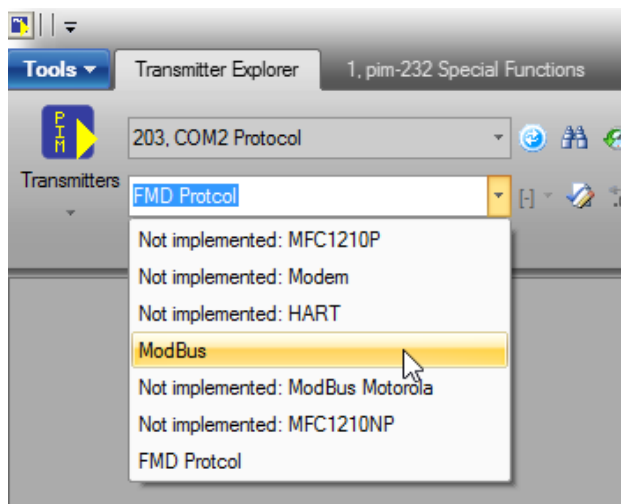 Tools
Transmitter Explorer
1, pim-232 Special Functions
PIM
203, COM2 Protocol
Transmitters
FMD Protcol
[-]
Not implemented: MFC1210P
Not implemented: Modem
Not implemented: HART
ModBus
Not implemented: ModBus Motorola
Not implemented: MFC1210NP
FMD Protcol